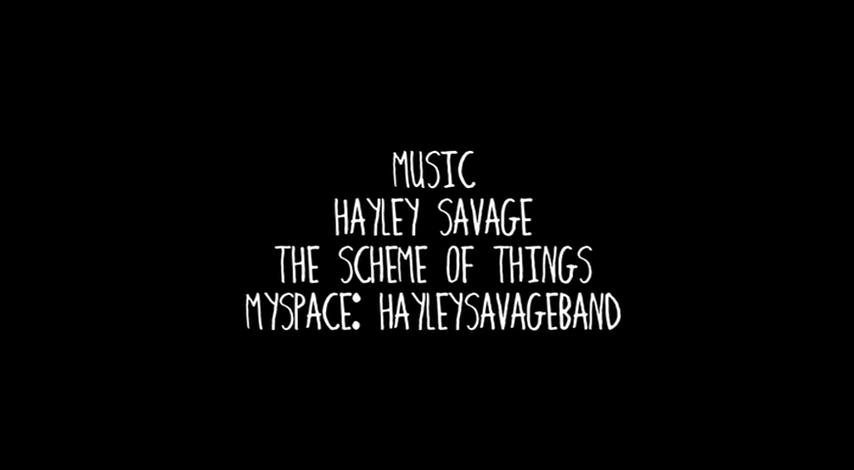 MUSIC
HAYLEY SAVAGE
THE SCHEME OF THINGS
MYSPACE: HAYLEYSAVAGEBAND